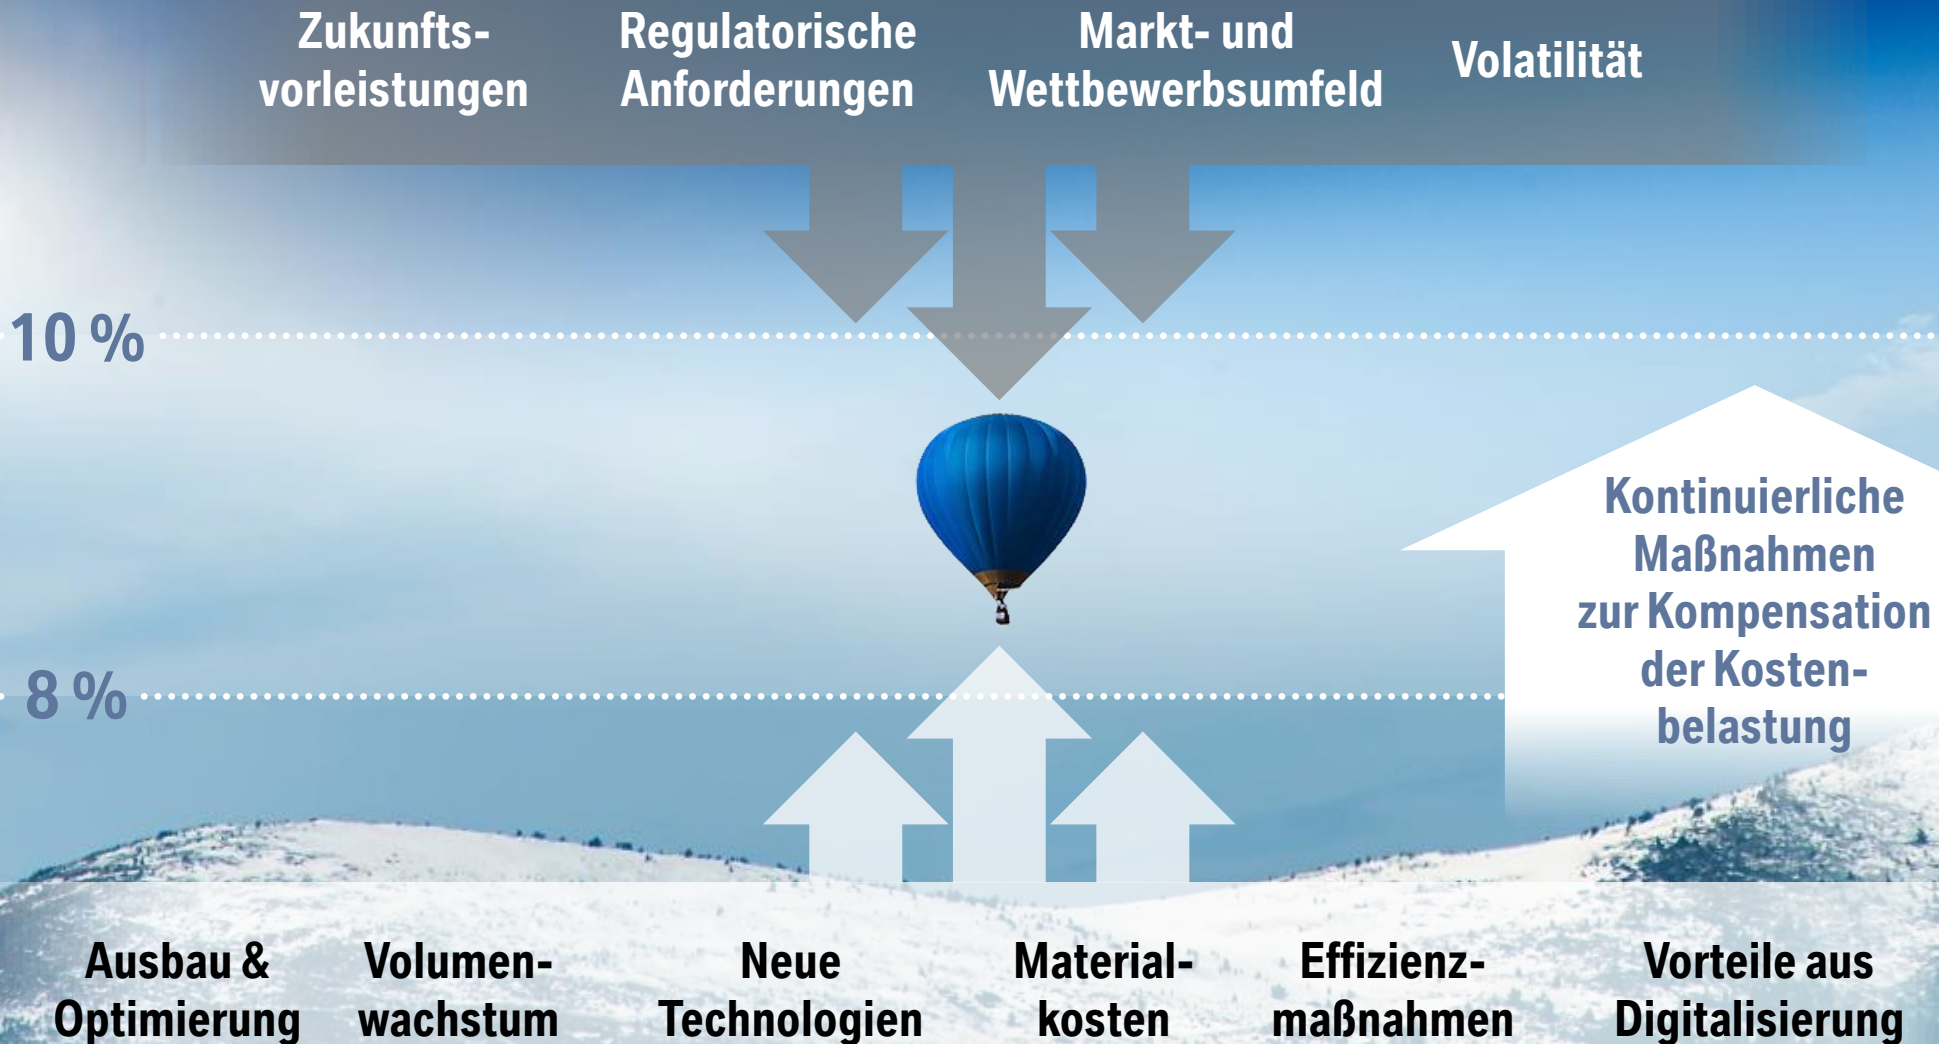 Zukunfts-
vorleistungen
Regulatorische
Anforderungen
Markt- und
Wettbewerbsumfeld
Volatilität
10 %
Kontinuierliche
Maßnahmen
zur Kompensation
der Kosten-
belastung
8 %
Ausbau &
Optimierung
Volumen-
wachstum
Neue
Technologien
Material-
kosten
Effizienz-
maßnahmen
Vorteile aus
Digitalisierung